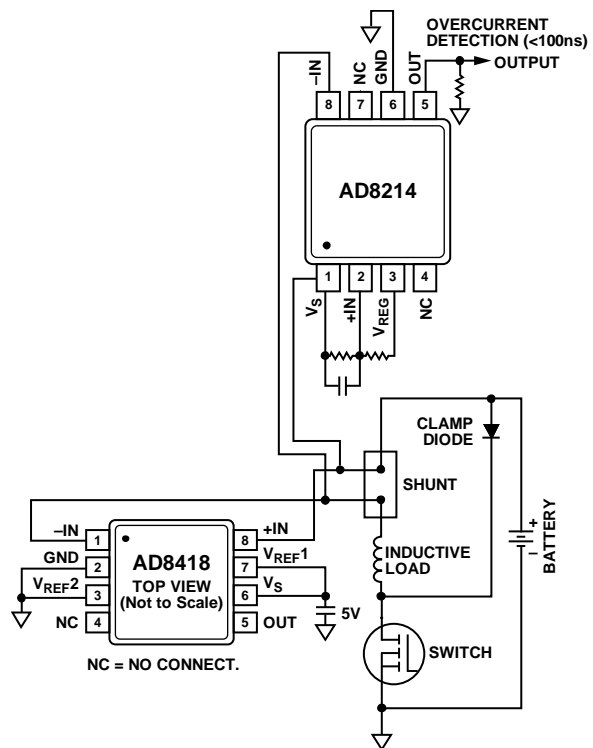 OVERCURRENT
DETECTION (<100ns)
OUTPUT
–IN
NC
GND
OUT
8
7
6
5
AD8214
1
2
3
4
VS
+IN
VREG
NC
CLAMP
DIODE
SHUNT
BATTERY
+
–
INDUCTIVE
LOAD
SWITCH
–IN
GND
VREF2
NC
1
2
3
4
AD8418
TOP VIEW
(Not to Scale)
8
7
6
5
+IN
VREF1
VS
OUT
5V
NC = NO CONNECT.